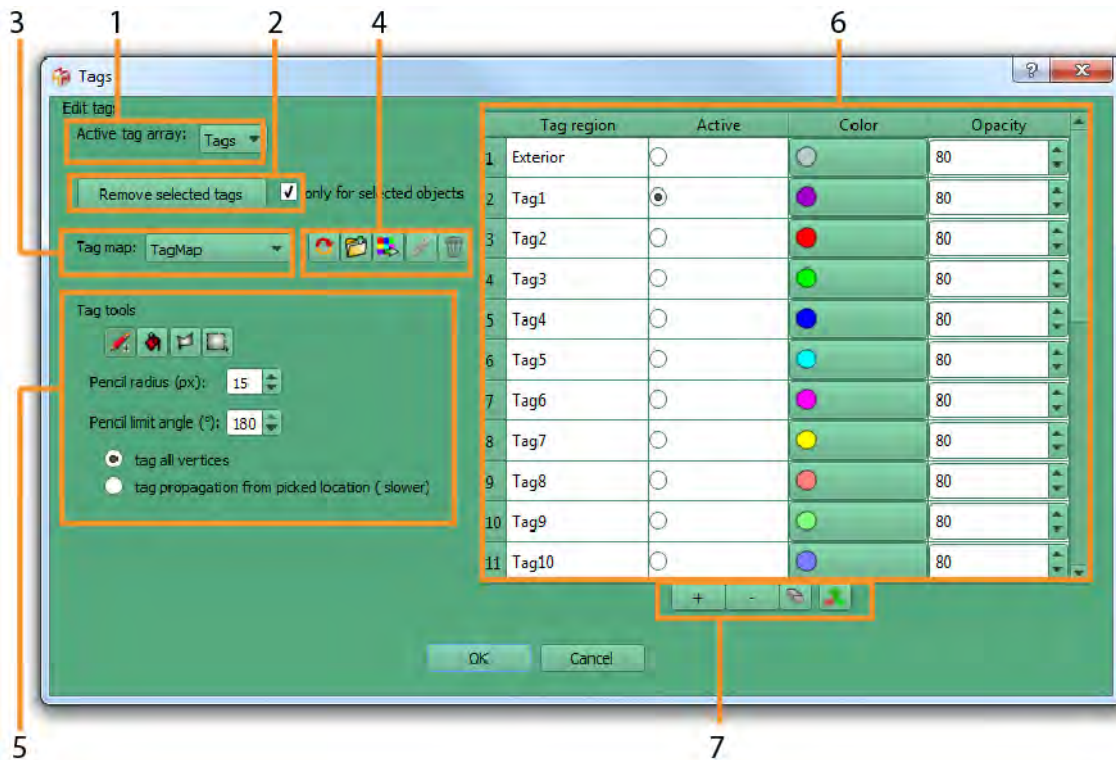 3 1 2 4 6
Tags
? x
Edit tags
Active tag array: Tags
Remove selected tags only for selected objects
Tag map: TagMap
Tag tools
Pencil radius (px): 15
Pencil limit angle (°): 180
tag all vertices
tag propagation from picked location ( slower)
Tag region Active Color Opacity
1 Exterior 80
2 Tag1 80
3 Tag2 80
4 Tag3 80
5 Tag4 80
6 Tag5 80
7 Tag6 80
8 Tag7 80
9 Tag8 80
10 Tag9 80
11 Tag10 80
+ -
OK Cancel
5 7